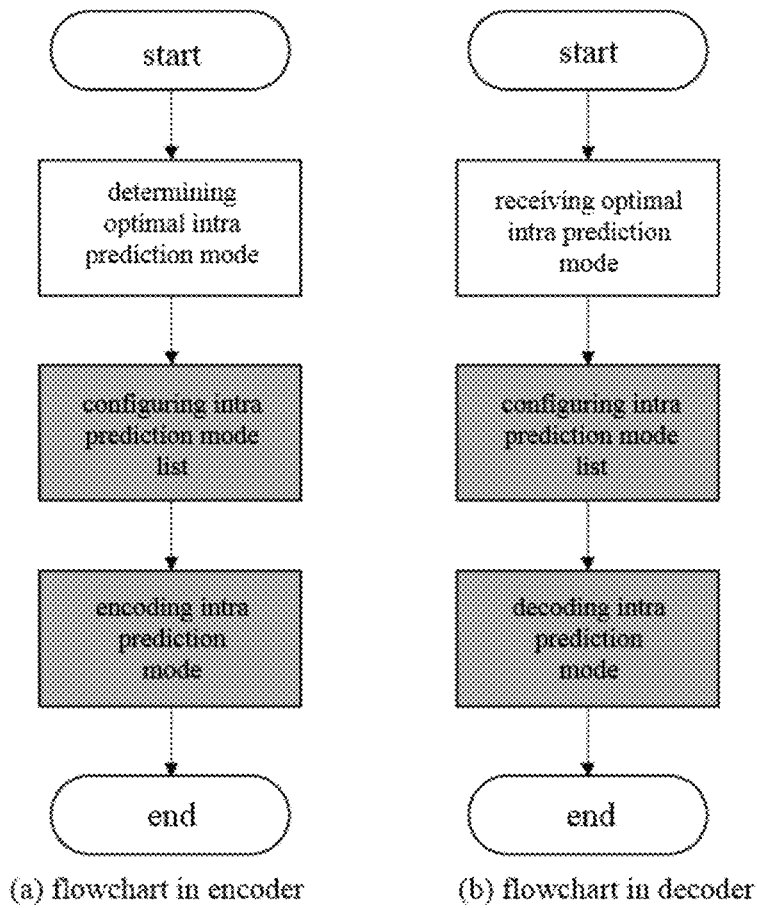 start
determining
optimal intra
prediction mode
configuring intra
prediction mode
list
encoding intra
prediction
mode
end
(a) flowchart in encoder
start
receiving optimal
intra prediction
mode
configuring intra
prediction mode
list
decoding intra
prediction
mode
end
(b) flowchart in decoder